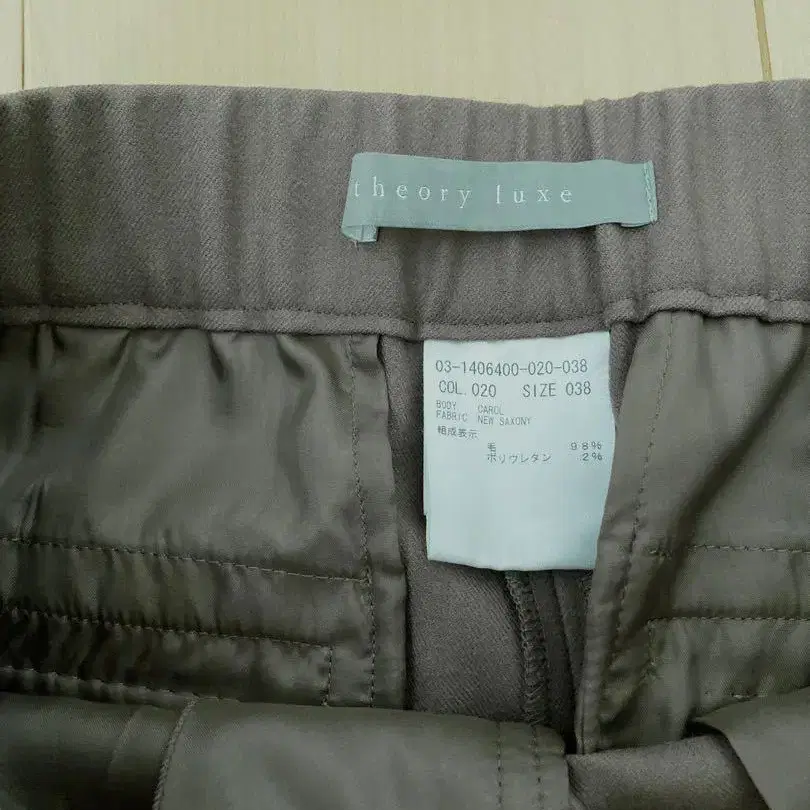 theory luxe
03-1406400-020-038
COL. 020 SIZE 038
BODY CAROL
FABRIC NEW SAXONY
組成表示
毛 98%
ポリウレタン 2%